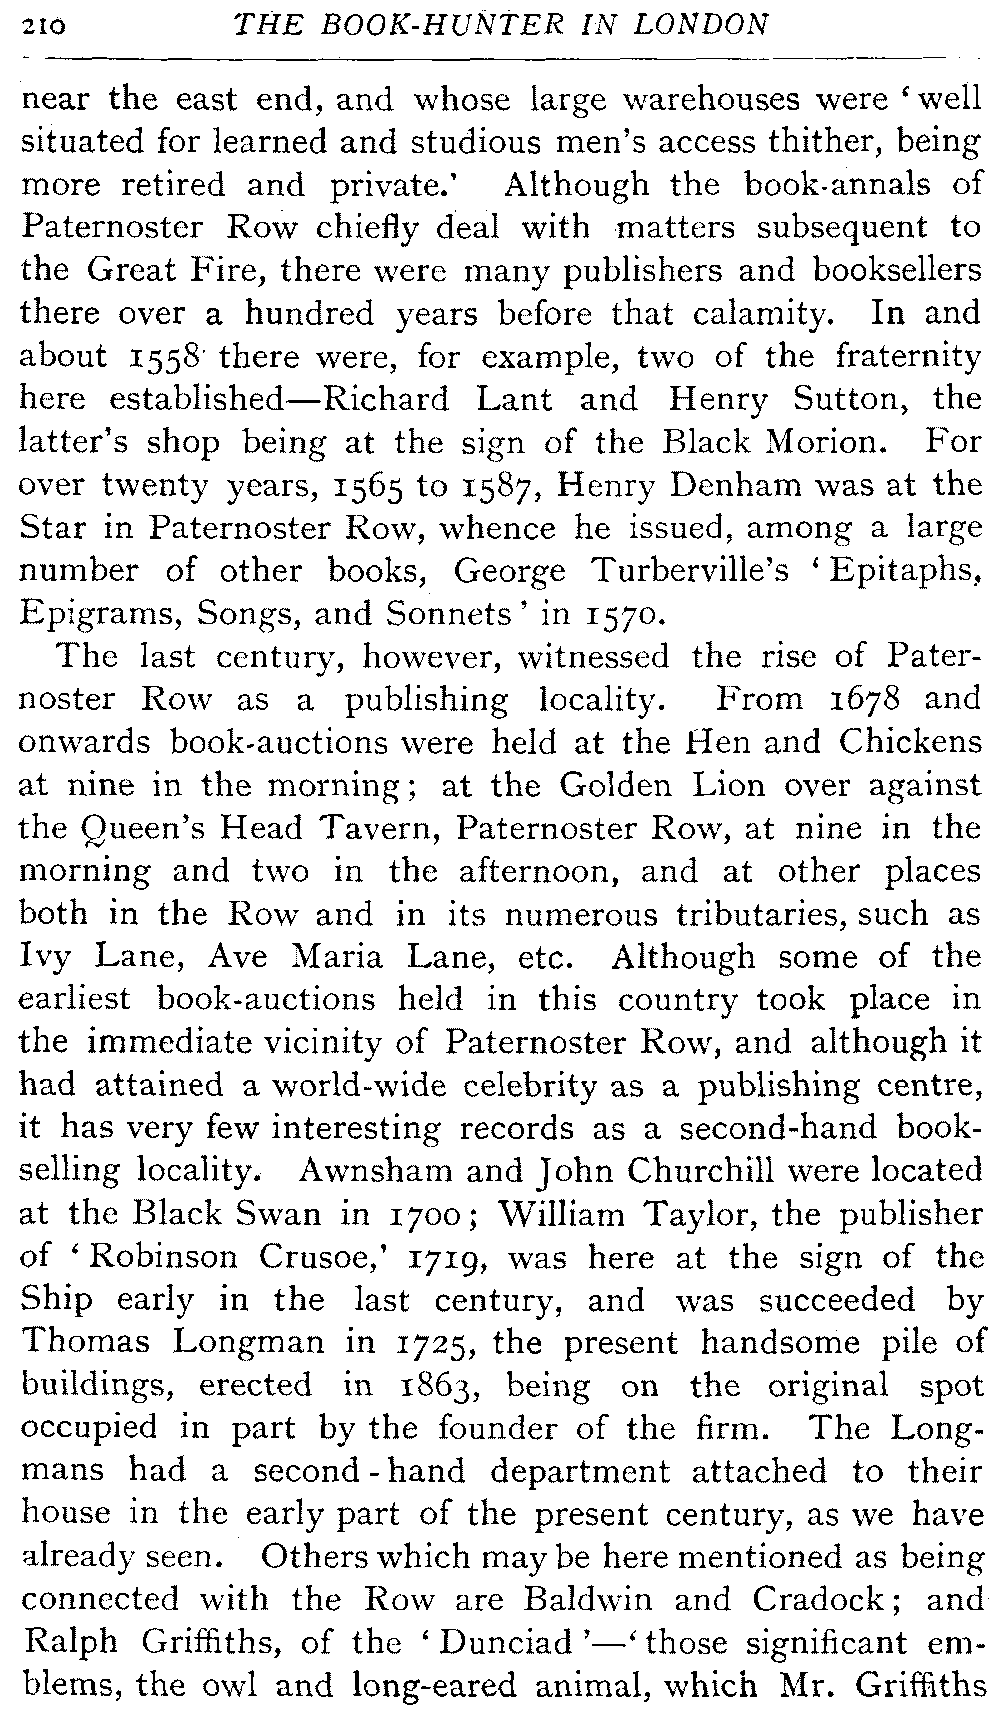 210 THE BOOK-HUNTER IN LONDON
near the east end, and whose large warehouses were ‘well
situated for learned and studious men's access thither, being
more retired and private.’ Although the book-annals of
Paternoster Row chiefly deal with matters subsequent to
the Great Fire, there were many publishers and booksellers
there over a hundred years before that calamity. In and
about 1558 there were, for example, two of the fraternity
here established—Richard Lant and Henry Sutton, the
latter's shop being at the sign of the Black Morion. For
over twenty years, 1565 to 1587, Henry Denham was at the
Star in Paternoster Row, whence he issued, among a large
number of other books, George Turberville's ‘Epitaphs,
Epigrams, Songs, and Sonnets’ in 1570.
The last century, however, witnessed the rise of Pater-
noster Row as a publishing locality. From 1678 and
onwards book-auctions were held at the Hen and Chickens
at nine in the morning; at the Golden Lion over against
the Queen's Head Tavern, Paternoster Row, at nine in the
morning and two in the afternoon, and at other places
both in the Row and in its numerous tributaries, such as
Ivy Lane, Ave Maria Lane, etc. Although some of the
earliest book-auctions held in this country took place in
the immediate vicinity of Paternoster Row, and although it
had attained a world-wide celebrity as a publishing centre,
it has very few interesting records as a second-hand book-
selling locality. Awnsham and John Churchill were located
at the Black Swan in 1700; William Taylor, the publisher
of ‘Robinson Crusoe,’ 1719, was here at the sign of the
Ship early in the last century, and was succeeded by
Thomas Longman in 1725, the present handsome pile of
buildings, erected in 1863, being on the original spot
occupied in part by the founder of the firm. The Long-
mans had a second-hand department attached to their
house in the early part of the present century, as we have
already seen. Others which may be here mentioned as being
connected with the Row are Baldwin and Cradock; and
Ralph Griffiths, of the ‘Dunciad’—‘those significant em-
blems, the owl and long-eared animal, which Mr. Griffiths